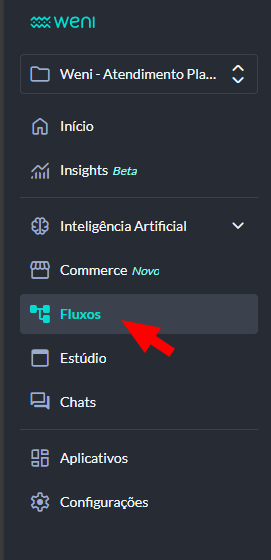 weni
Weni - Atendimento Pla...
Início
Insights Beta
Inteligência Artificial
Commerce Novo
Fluxos
Estúdio
Chats
Aplicativos
Configurações